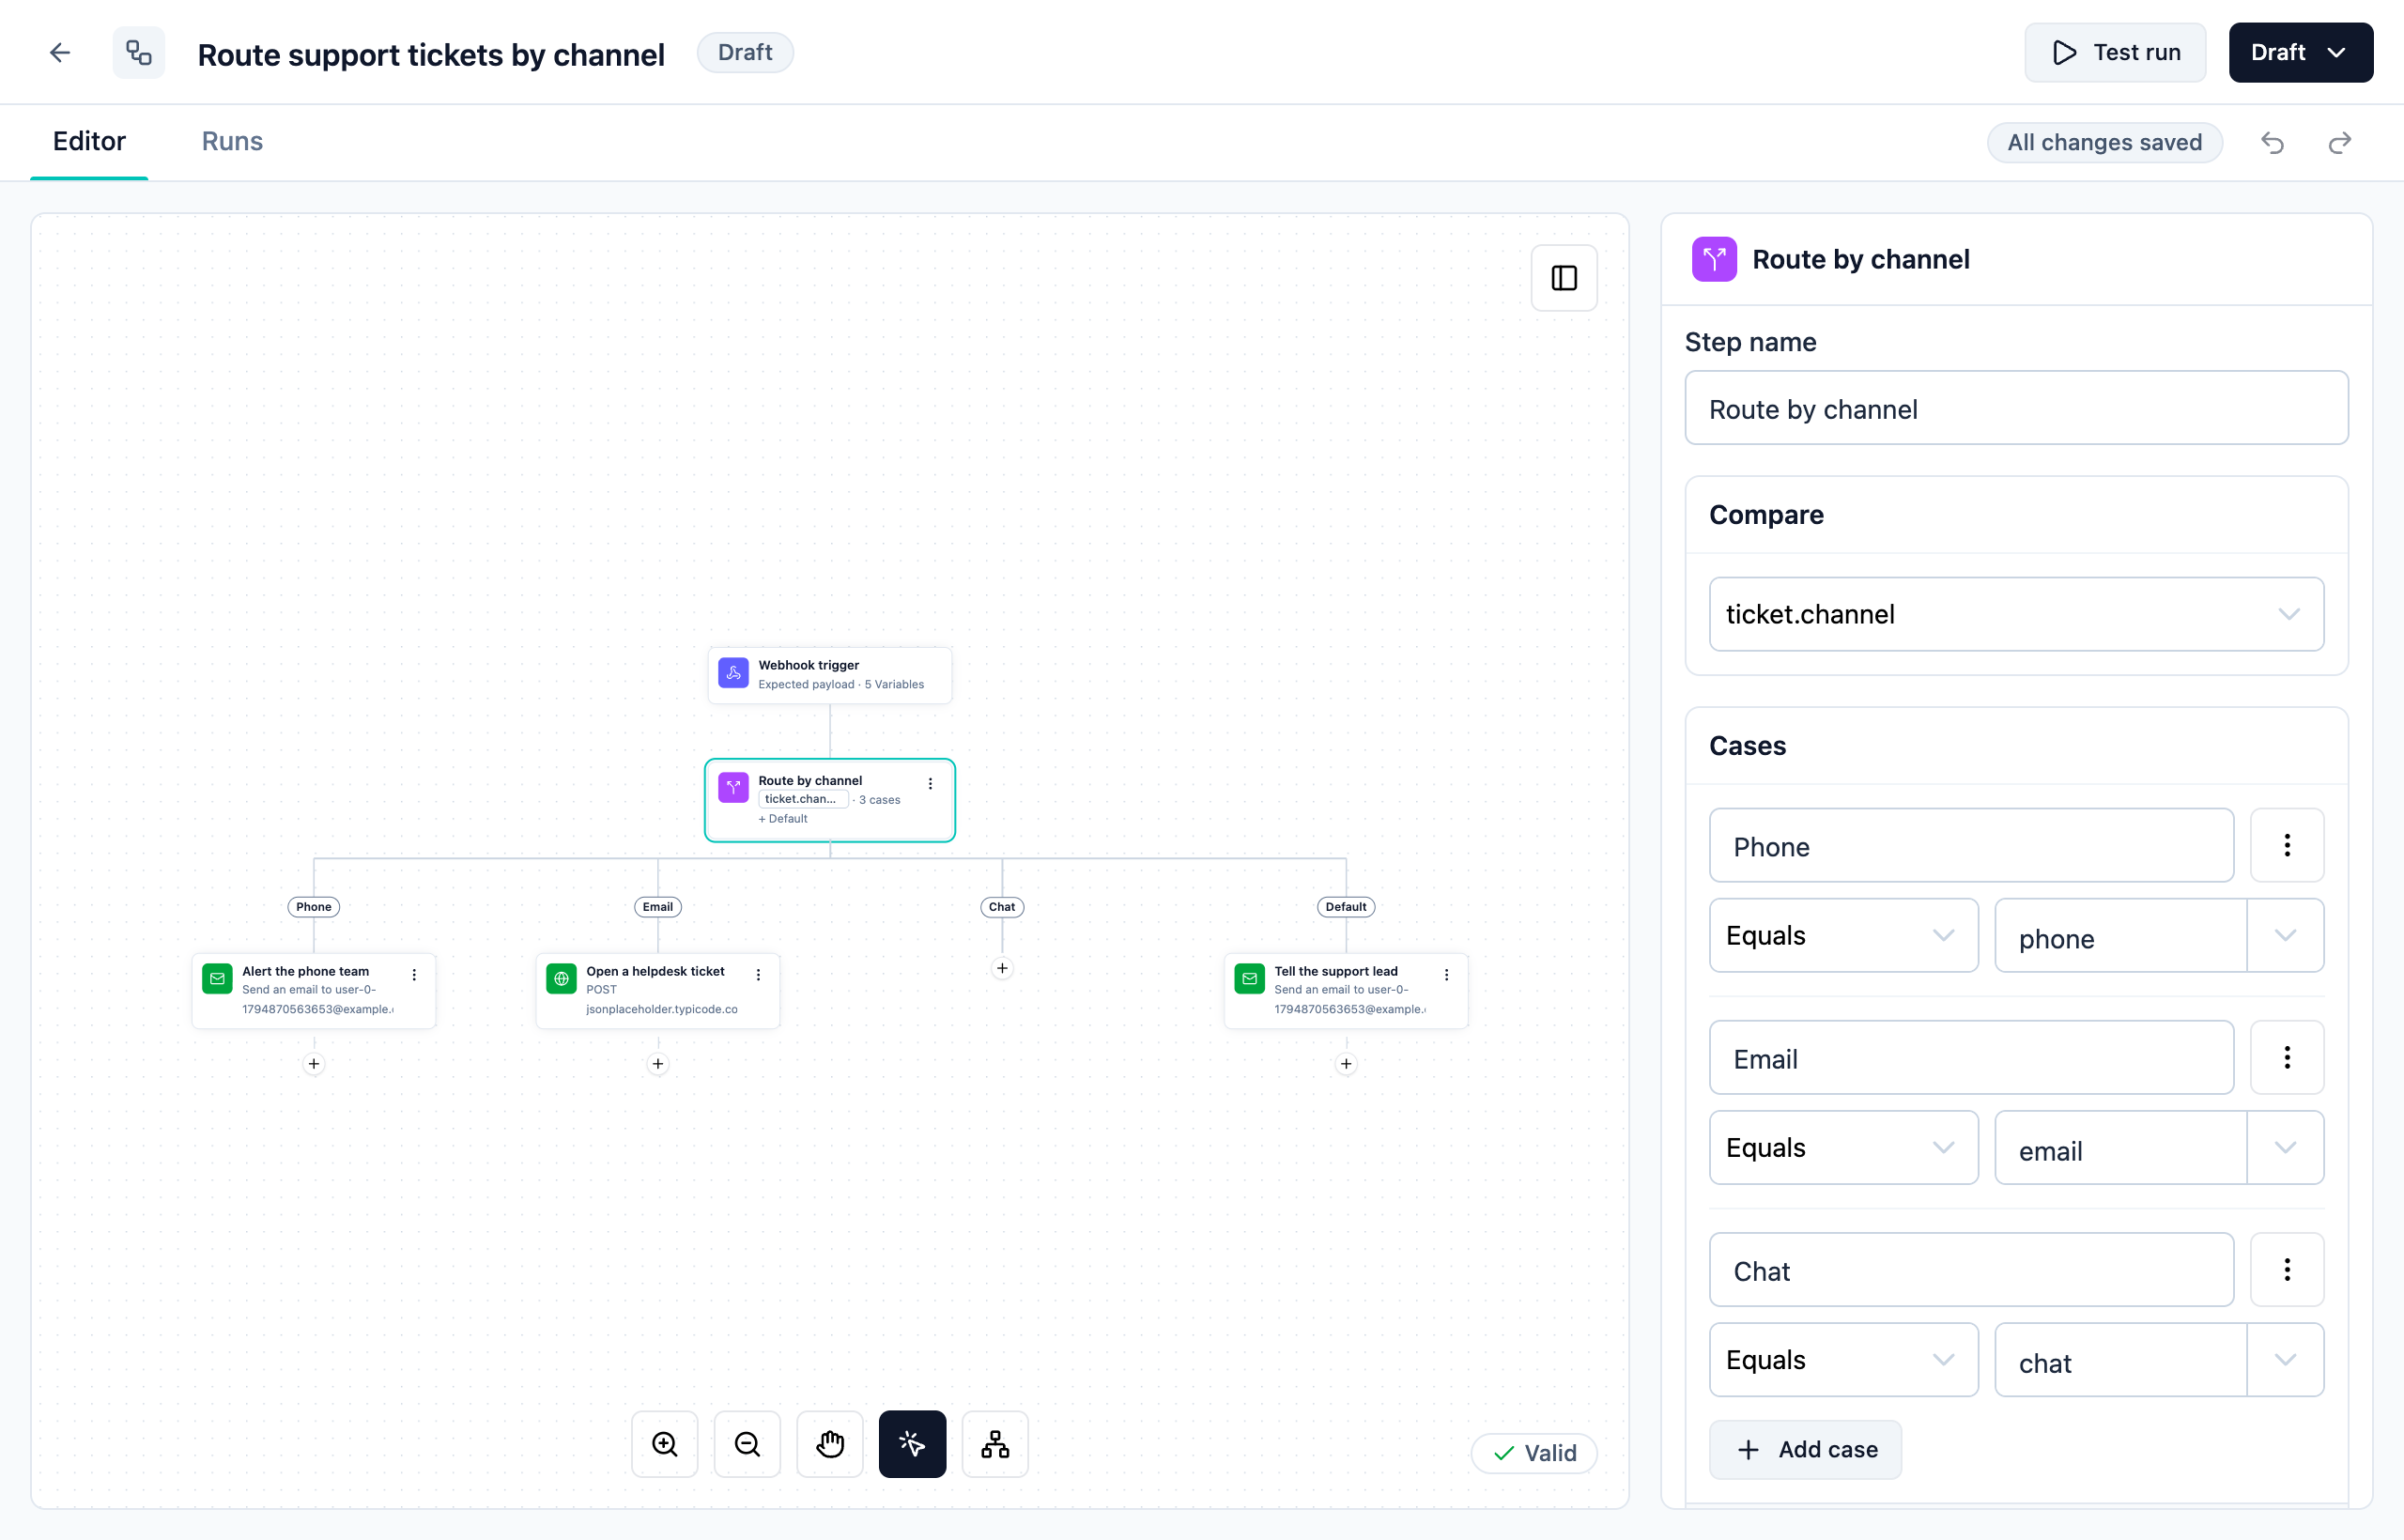 Route support tickets by channel
Draft
Test run
Draft
Editor
Runs
All changes saved
Webhook trigger
Expected payload · 5 Variables
Route by channel
ticket.chan... · 3 cases
+ Default
Phone
Email
Chat
Default
Alert the phone team
Send an email to user-0-
1794870563653@example.
Open a helpdesk ticket
POST
jsonplaceholder.typicode.co
Tell the support lead
Send an email to user-0-
1794870563653@example.
Valid
Route by channel
Step name
Route by channel
Compare
ticket.channel
Cases
Phone
Equals
phone
Email
Equals
email
Chat
Equals
chat
Add case